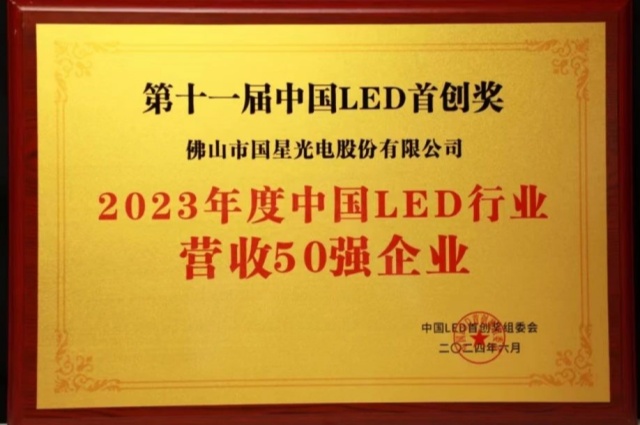 第十一届中国LED首创奖
佛山市国星光电股份有限公司
2023年度中国LED行业
营收50强企业
中国LED首创奖组委会
二〇二四年六月